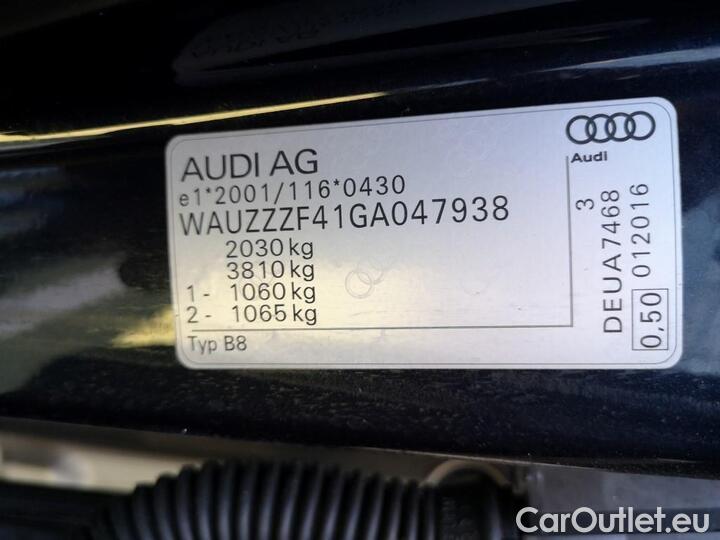 AUDI AG
e1*2001/116*0430
WAUZZZF41GA047938
2030 kg
3810 kg
1 - 1060 kg
2 - 1065 kg
Typ B8
Audi
3
DEUA7468
0,50 012016
CarOutlet.eu